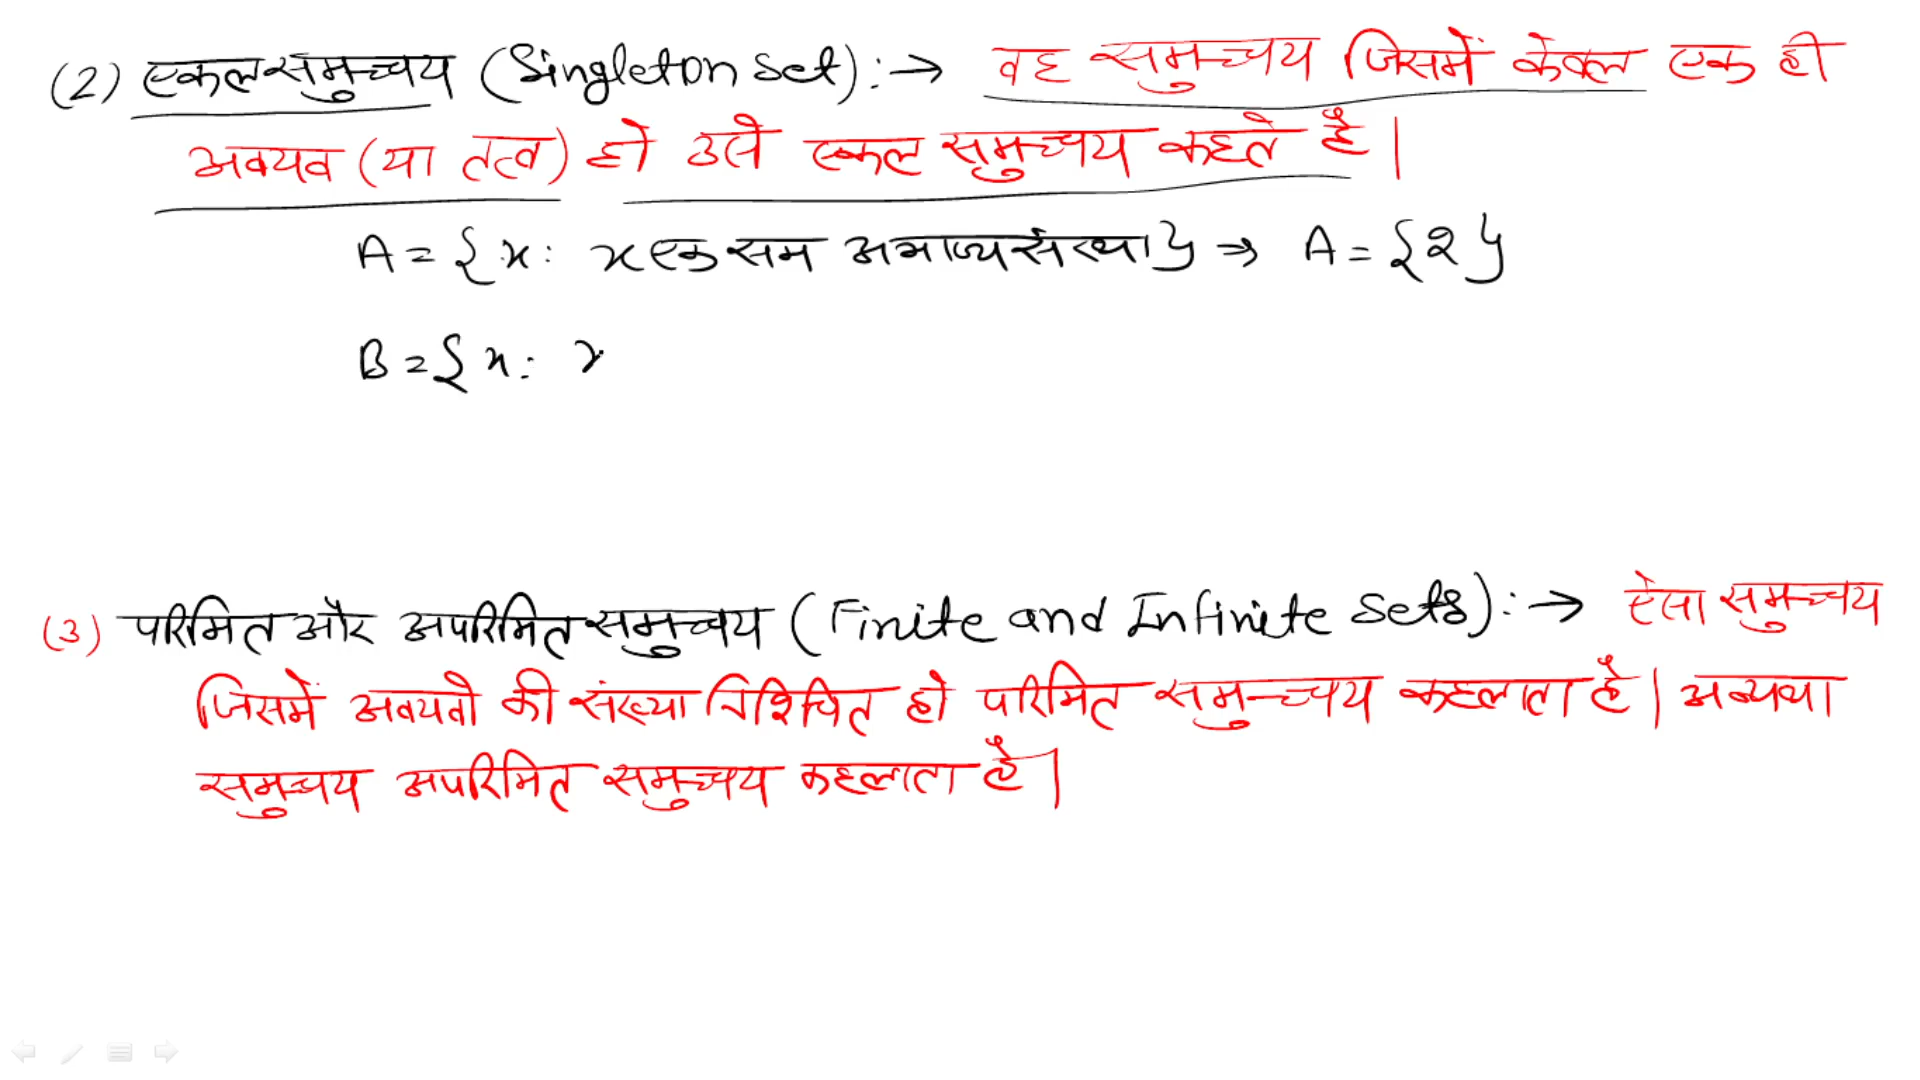 (2) एकल समुच्चय (Singleton Set) :→ वह समुच्चय जिसमें केवल एक ही
अवयव (या तत्व) हो उसे एकल समुच्चय कहते है।
A = {x : x एक सम अभाज्य संख्या} ⇒ A = {2}
B = {x : x
(3) परिमित और अपरिमित समुच्चय (Finite and Infinite Sets) :→ ऐसा समुच्चय
जिसमें अवयवो की संख्या निश्चित हो परिमित समुच्चय कहलाता है। अन्यथा
समुच्चय अपरिमित समुच्चय कहलाता है।